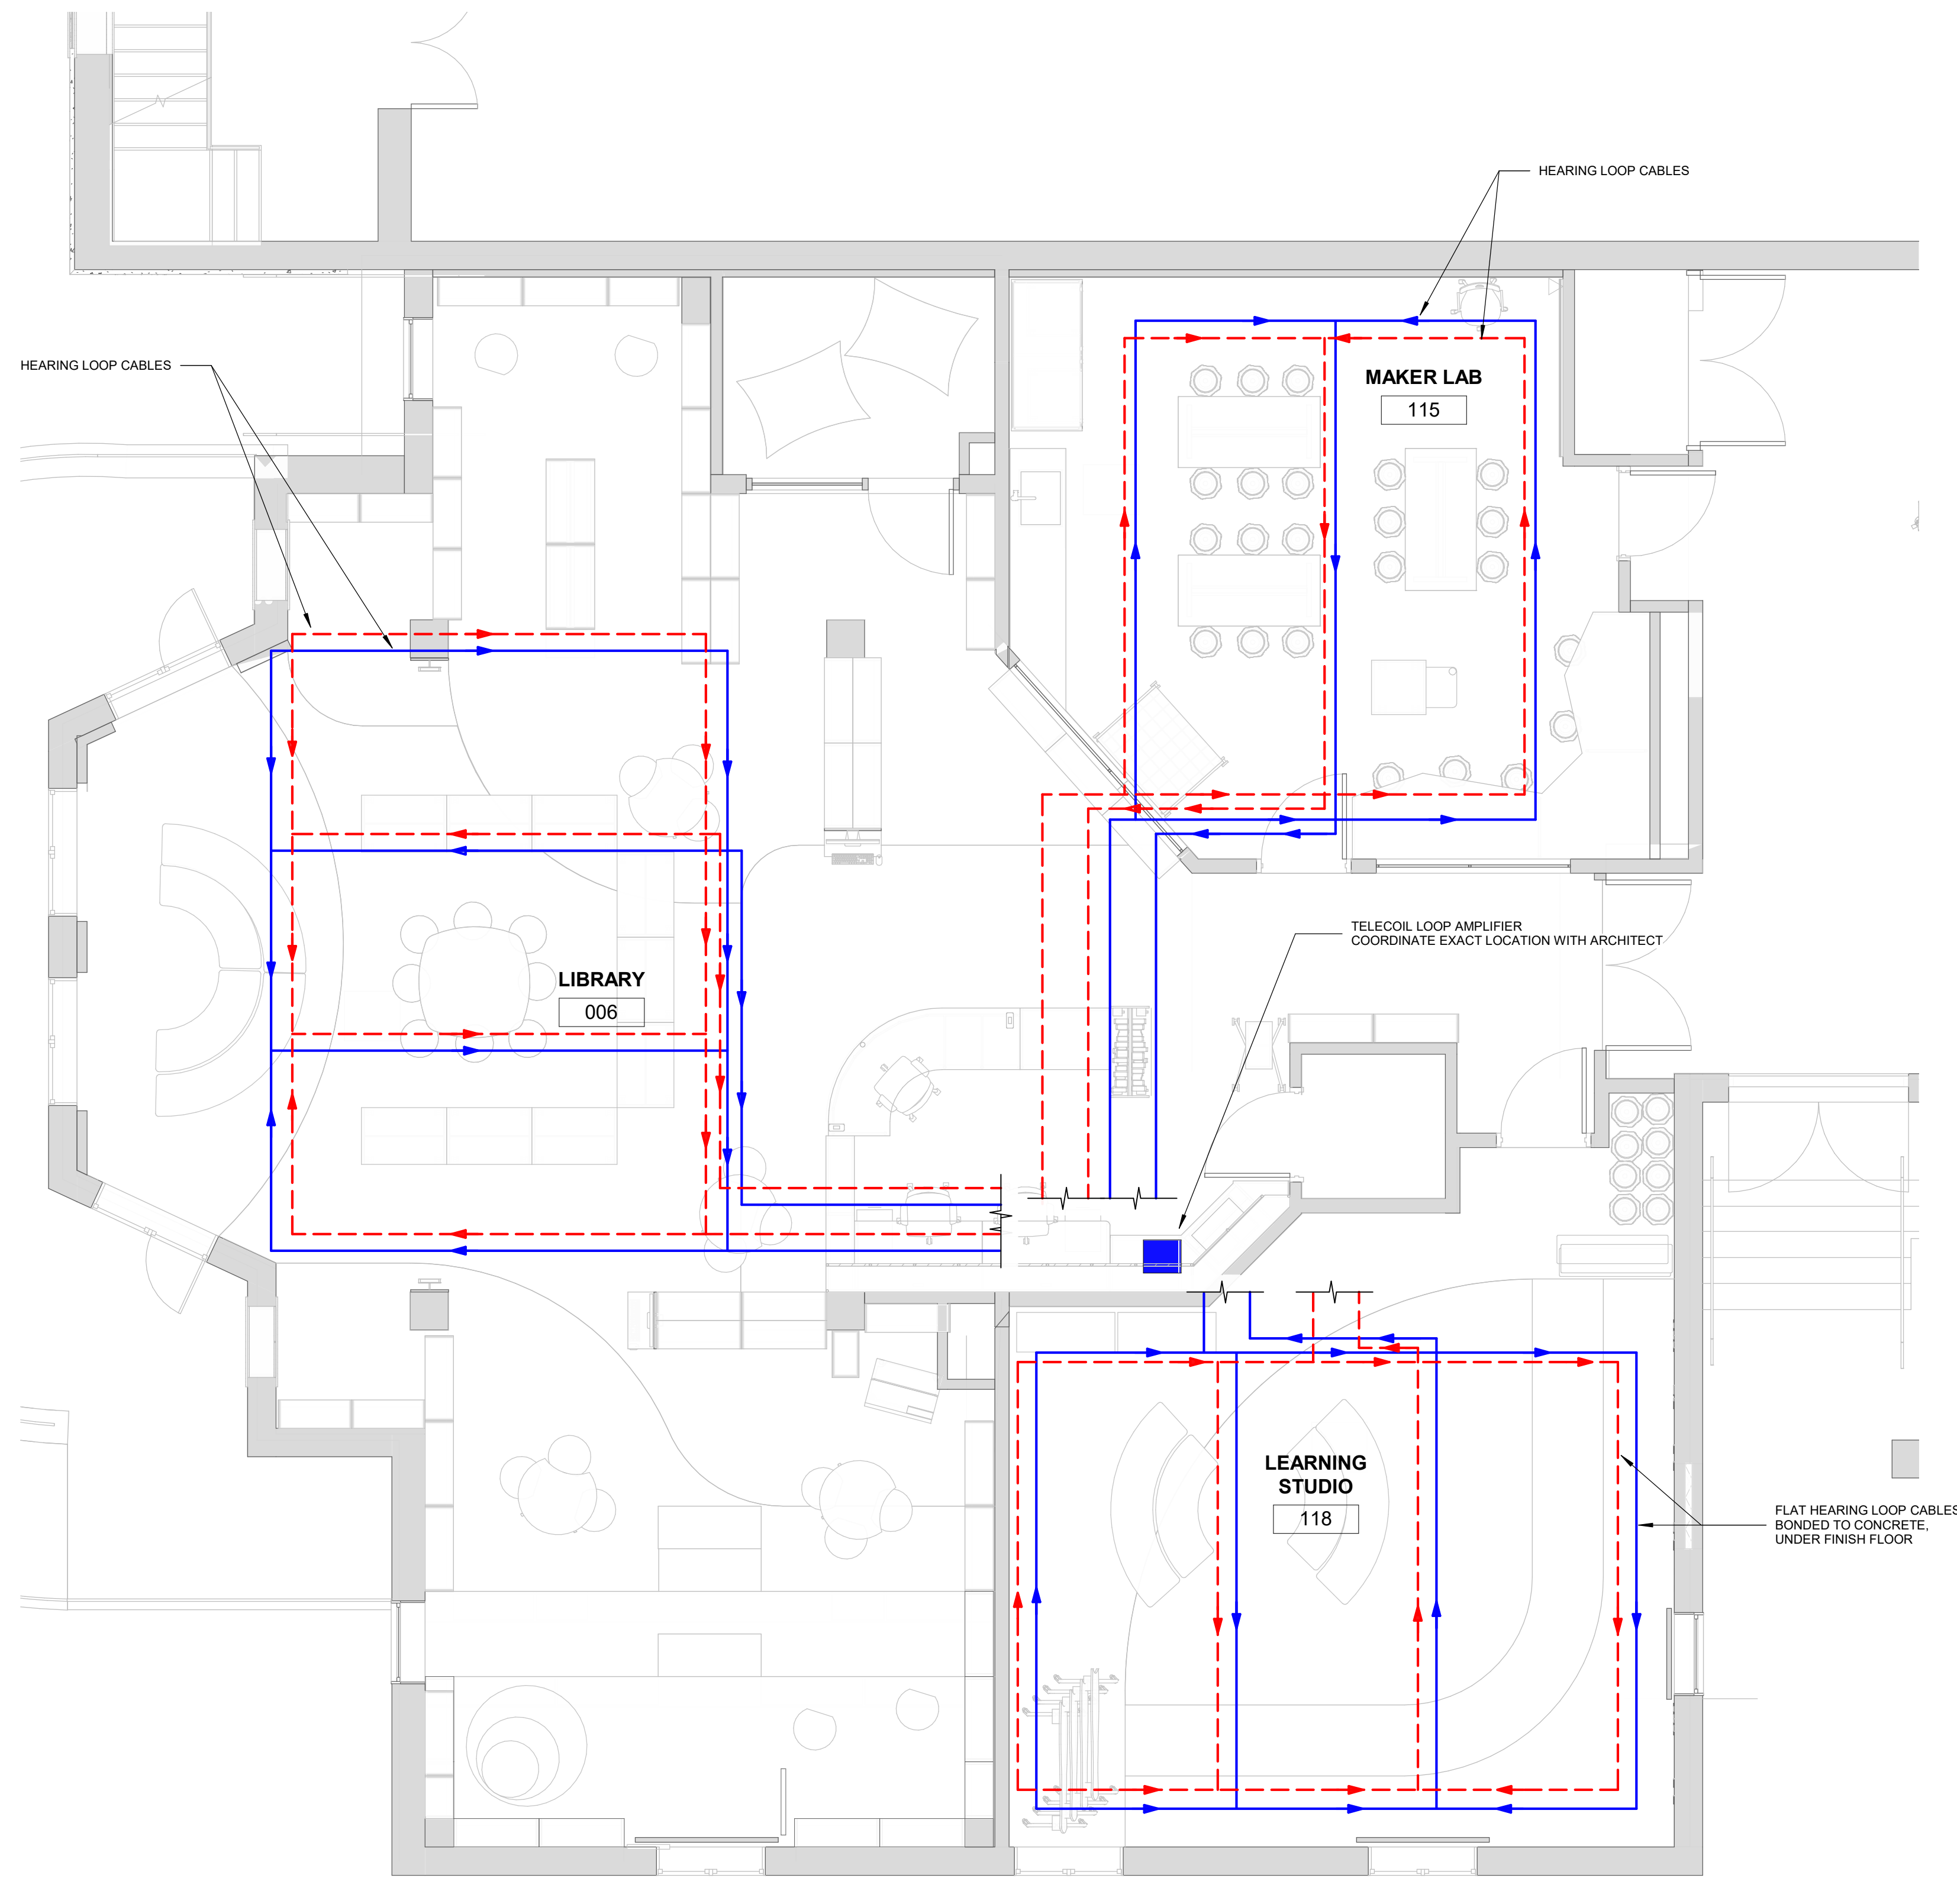 HEARING LOOP CABLES
HEARING LOOP CABLES
MAKER LAB
115
TELECOIL LOOP AMPLIFIER
COORDINATE EXACT LOCATION WITH ARCHITECT
LIBRARY
006
LEARNING
STUDIO
118
FLAT HEARING LOOP CABLES
BONDED TO CONCRETE,
UNDER FINISH FLOOR